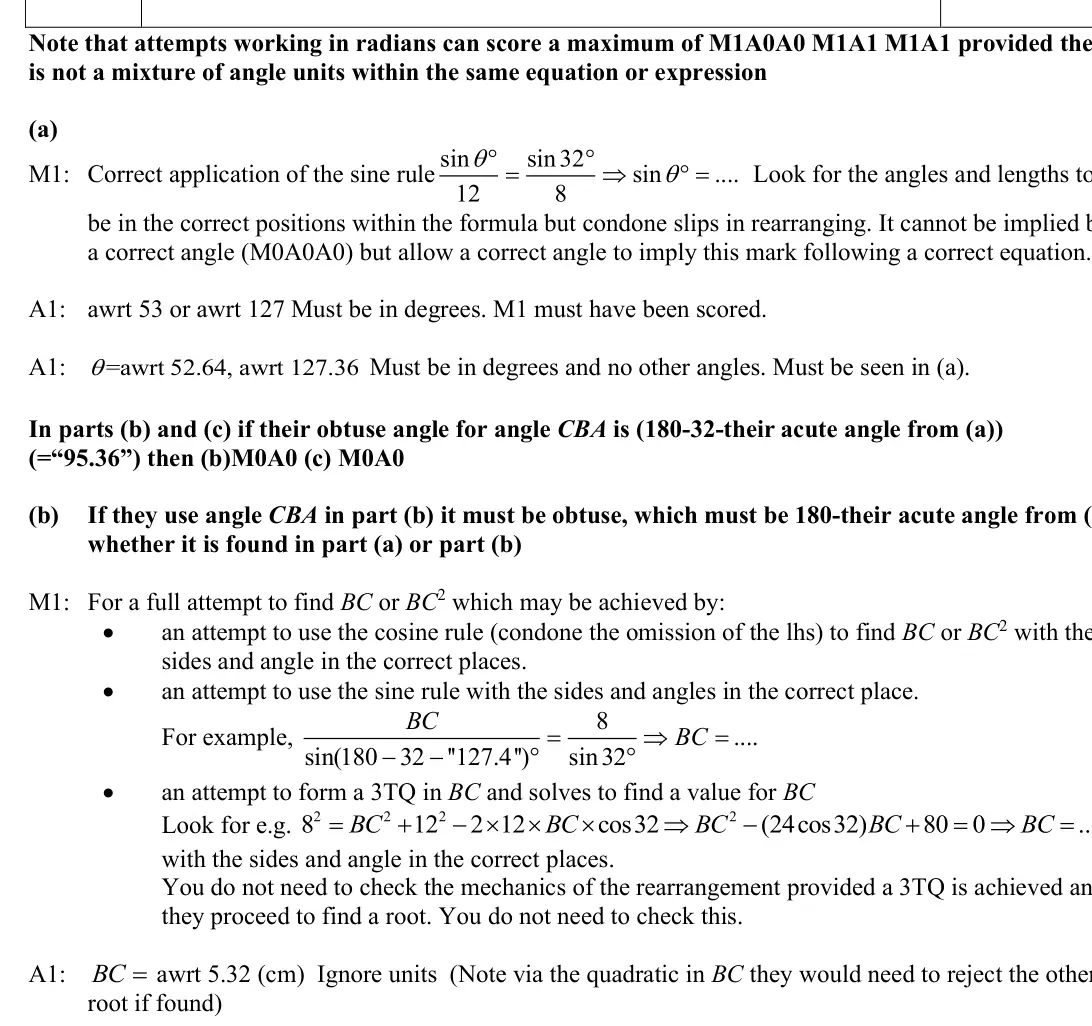 Note that attempts working in radians can score a maximum of M1A0A0 M1A1 M1A1 provided the
is not a mixture of angle units within the same equation or expression
(a)
M1: Correct application of the sine rule sin θ°/12 = sin 32°/8 ⇒ sin θ° = .... Look for the angles and lengths to
be in the correct positions within the formula but condone slips in rearranging. It cannot be implied
a correct angle (M0A0A0) but allow a correct angle to imply this mark following a correct equation.
A1: awrt 53 or awrt 127 Must be in degrees. M1 must have been scored.
A1: θ=awrt 52.64, awrt 127.36 Must be in degrees and no other angles. Must be seen in (a).
In parts (b) and (c) if their obtuse angle for angle CBA is (180-32-their acute angle from (a))
(=“95.36”) then (b)M0A0 (c) M0A0
(b) If they use angle CBA in part (b) it must be obtuse, which must be 180-their acute angle from (
whether it is found in part (a) or part (b)
M1: For a full attempt to find BC or BC² which may be achieved by:
• an attempt to use the cosine rule (condone the omission of the lhs) to find BC or BC² with the
sides and angle in the correct places.
• an attempt to use the sine rule with the sides and angles in the correct place.
For example, BC/sin(180 − 32 − "127.4")° = 8/sin 32° ⇒ BC = ....
• an attempt to form a 3TQ in BC and solves to find a value for BC
Look for e.g. 8² = BC² + 12² − 2×12×BC×cos32 ⇒ BC² − (24cos32)BC + 80 = 0 ⇒ BC = ..
with the sides and angle in the correct places.
You do not need to check the mechanics of the rearrangement provided a 3TQ is achieved an
they proceed to find a root. You do not need to check this.
A1: BC = awrt 5.32 (cm) Ignore units (Note via the quadratic in BC they would need to reject the other
root if found)